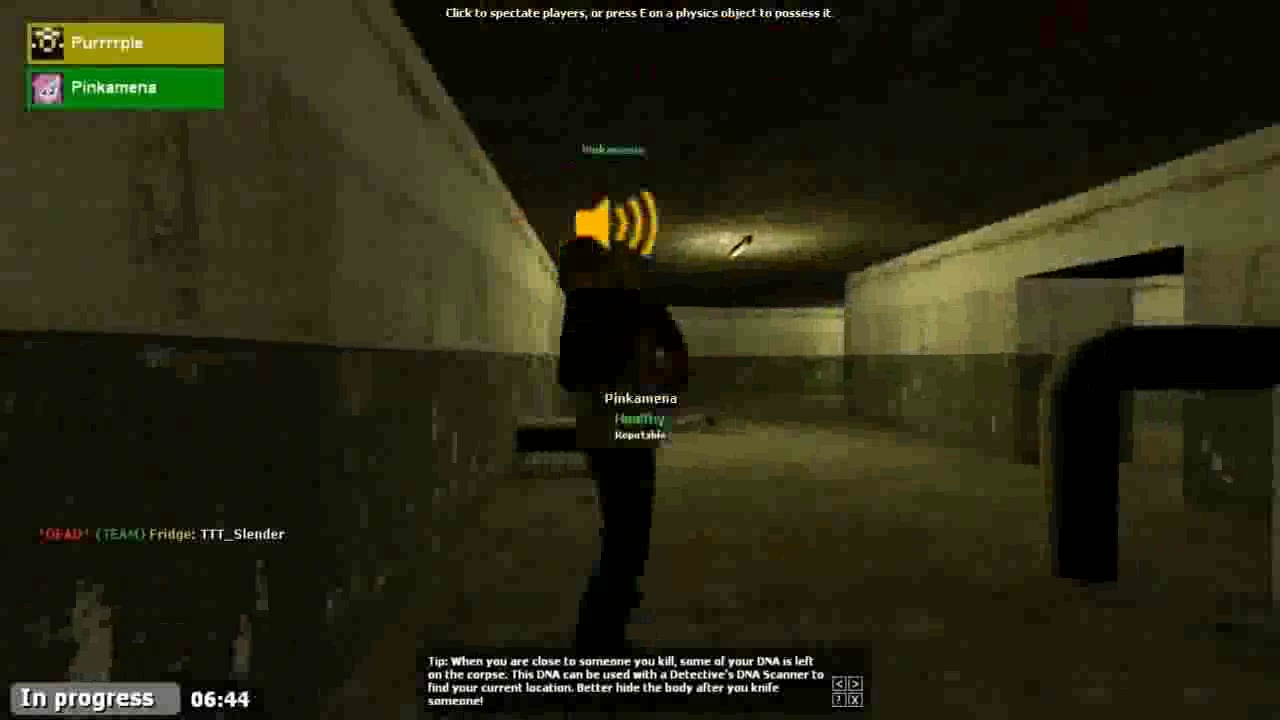 Click to spectate players, or press E on a physics object to possess it.
Purrrrple
Pinkamena
Pinkamena
Pinkamena
Healthy
Reputable
*DEAD* (TEAM) Fridge: TTT_Slender
Tip: When you are close to someone you kill, some of your DNA is left
on the corpse. This DNA can be used with a Detective's DNA Scanner to
find your current location. Better hide the body after you knife
someone!
< >
? X
In progress 06:44